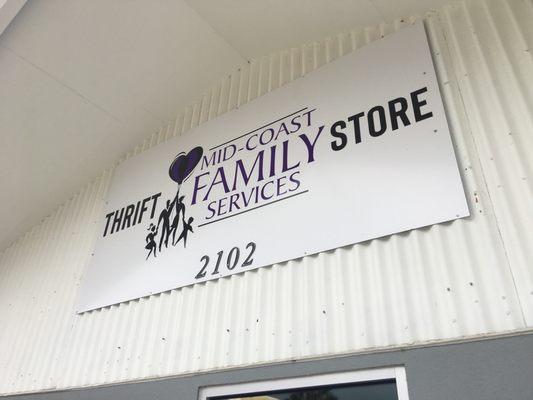 THRIFT
MID-COAST
FAMILY
SERVICES
STORE
2102